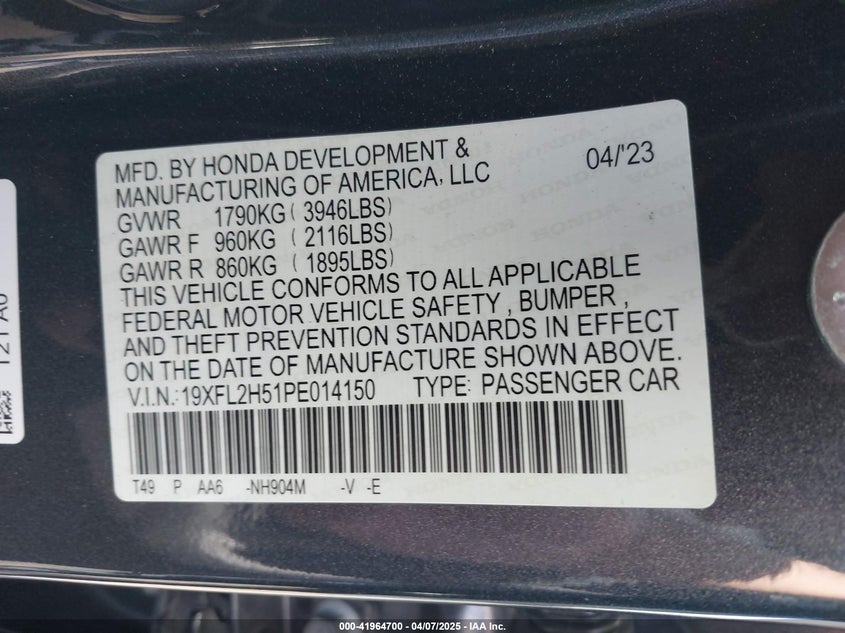 MFD. BY HONDA DEVELOPMENT & 04/'23
MANUFACTURING OF AMERICA, LLC
GVWR 1790KG ( 3946LBS)
GAWR F 960KG ( 2116LBS)
GAWR R 860KG ( 1895LBS)
THIS VEHICLE CONFORMS TO ALL APPLICABLE
FEDERAL MOTOR VEHICLE SAFETY , BUMPER ,
AND THEFT PREVENTION STANDARDS IN EFFECT
ON THE DATE OF MANUFACTURE SHOWN ABOVE.
V.I.N.:19XFL2H51PE014150 TYPE: PASSENGER CAR
T49 P AA6 -NH904M -V -E
000-41964700 - 04/07/2025 - IAA Inc.